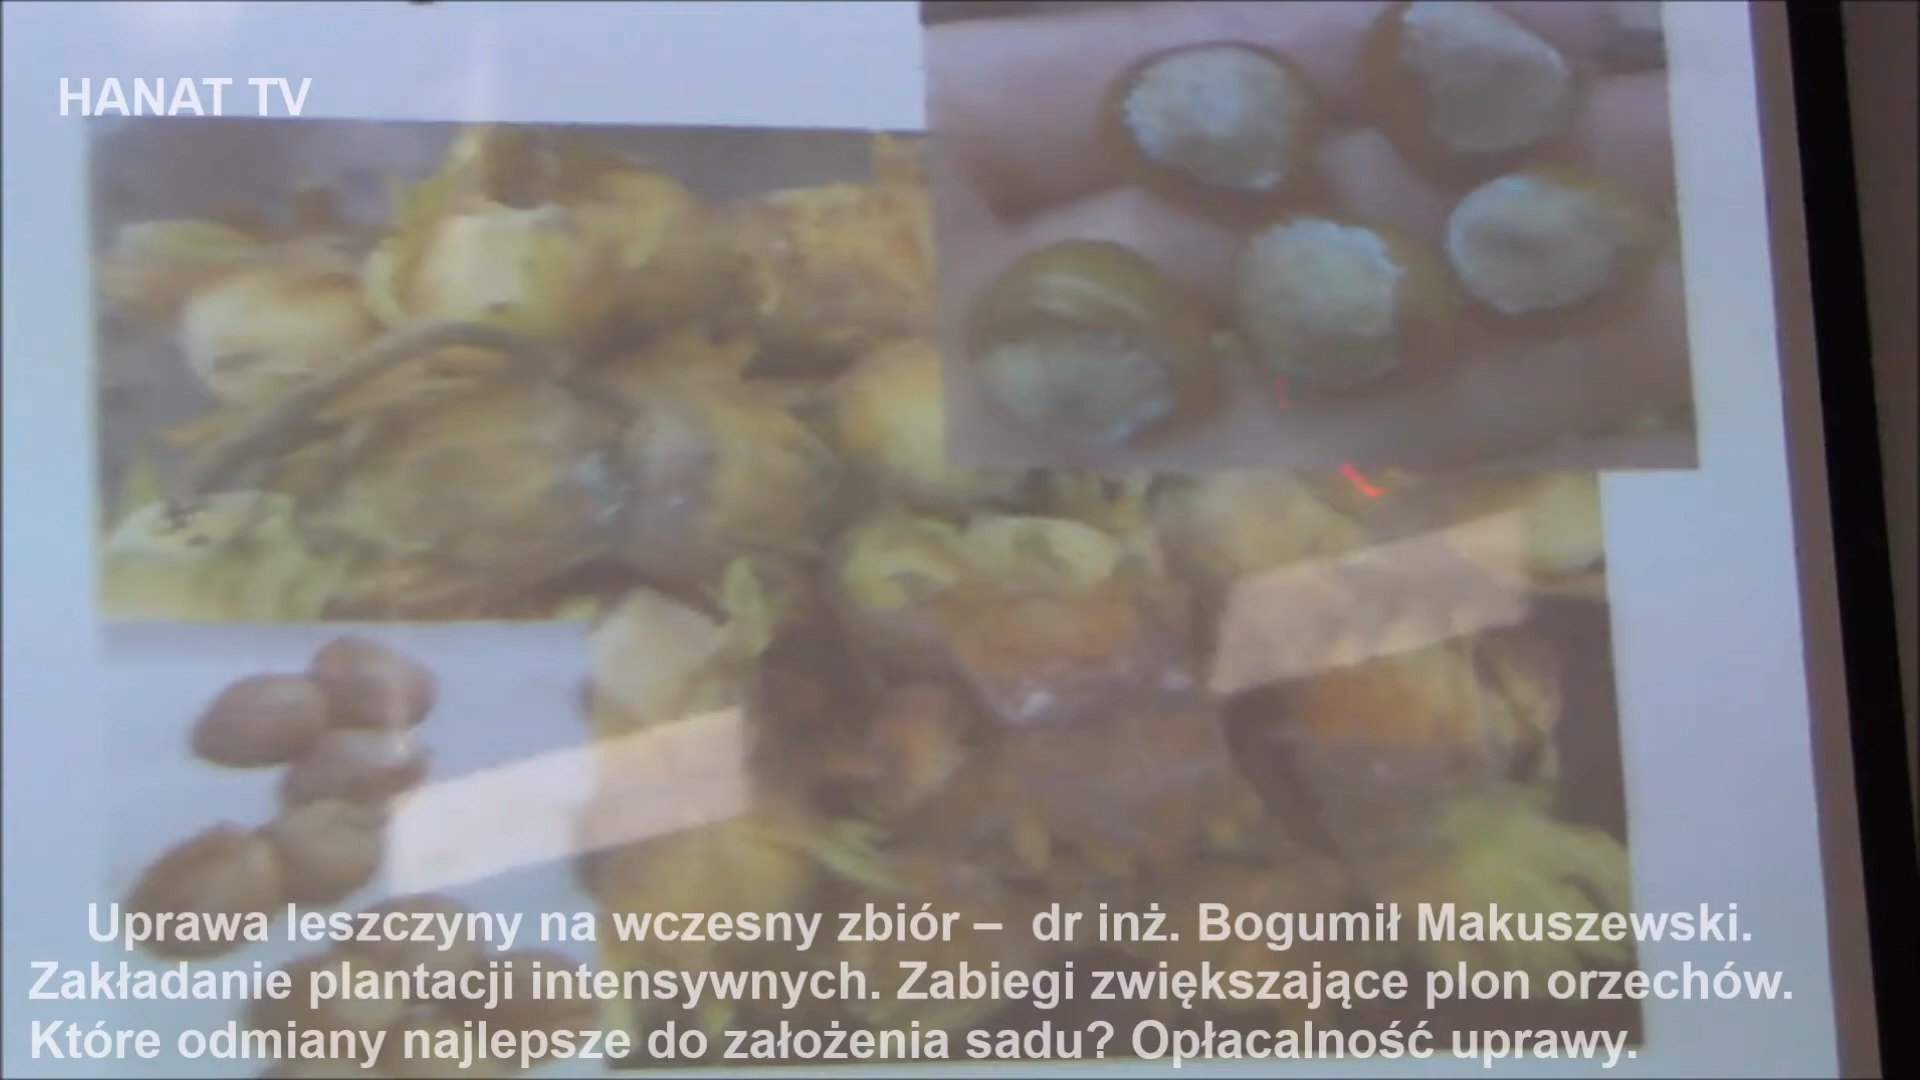 HANAT TV
Uprawa leszczyny na wczesny zbiór – dr inż. Bogumił Makuszewski.
Zakładanie plantacji intensywnych. Zabiegi zwiększające plon orzechów.
Które odmiany najlepsze do założenia sadu? Opłacalność uprawy.